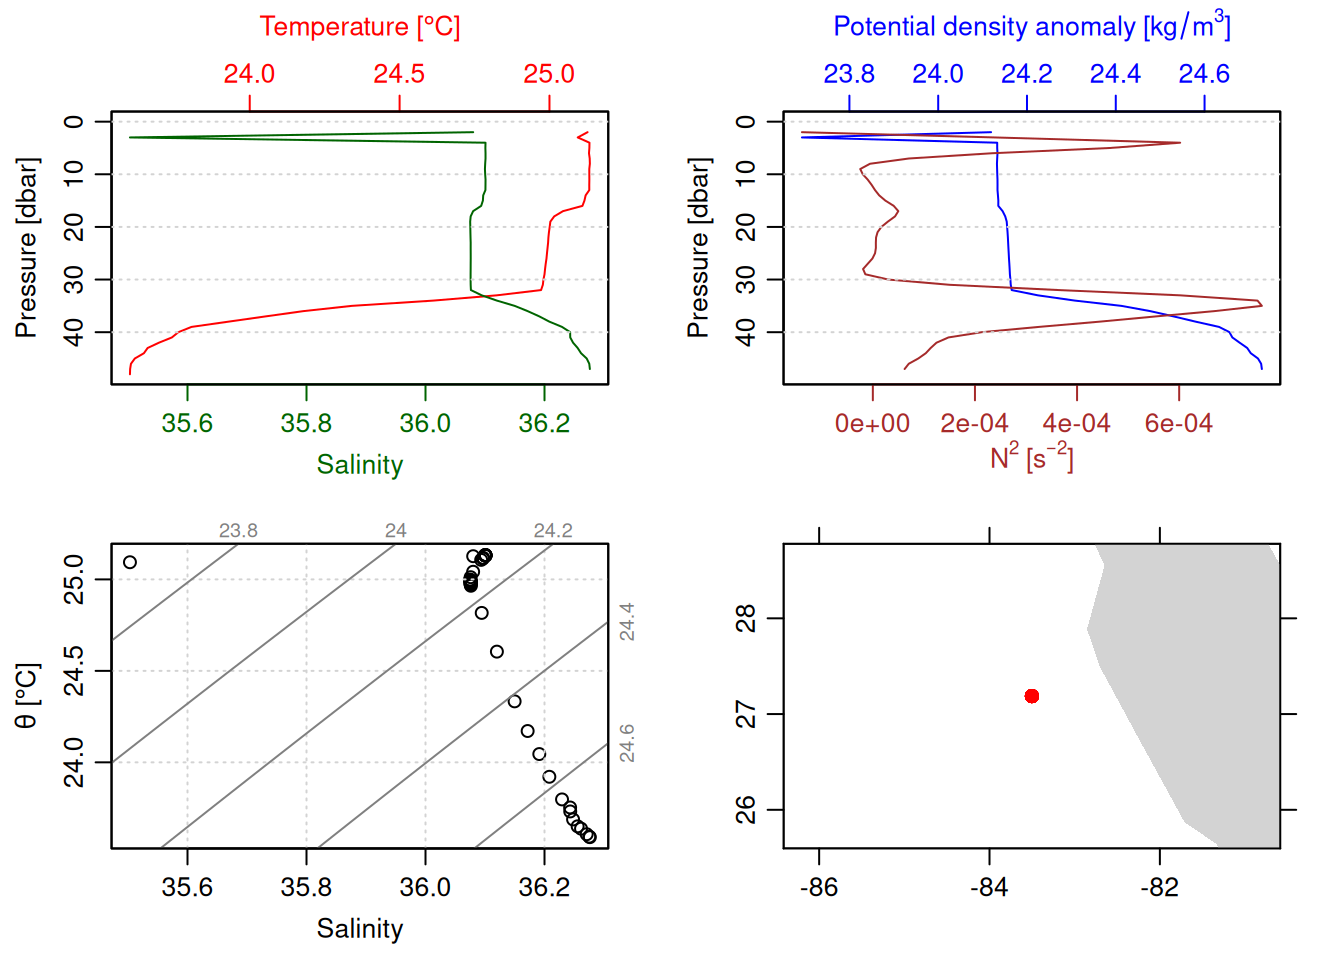 Temperature [°C]
24.0 24.5 25.0
Pressure [dbar]
0
10
20
30
40
35.6 35.8 36.0 36.2
Salinity
Potential density anomaly [kg/m³]
23.8 24.0 24.2 24.4 24.6
Pressure [dbar]
0
10
20
30
40
0e+00 2e-04 4e-04 6e-04
N² [s⁻²]
23.8 24 24.2
24.4
24.6
θ [°C]
25.0
24.5
24.0
35.6 35.8 36.0 36.2
Salinity
28
27
26
-86 -84 -82